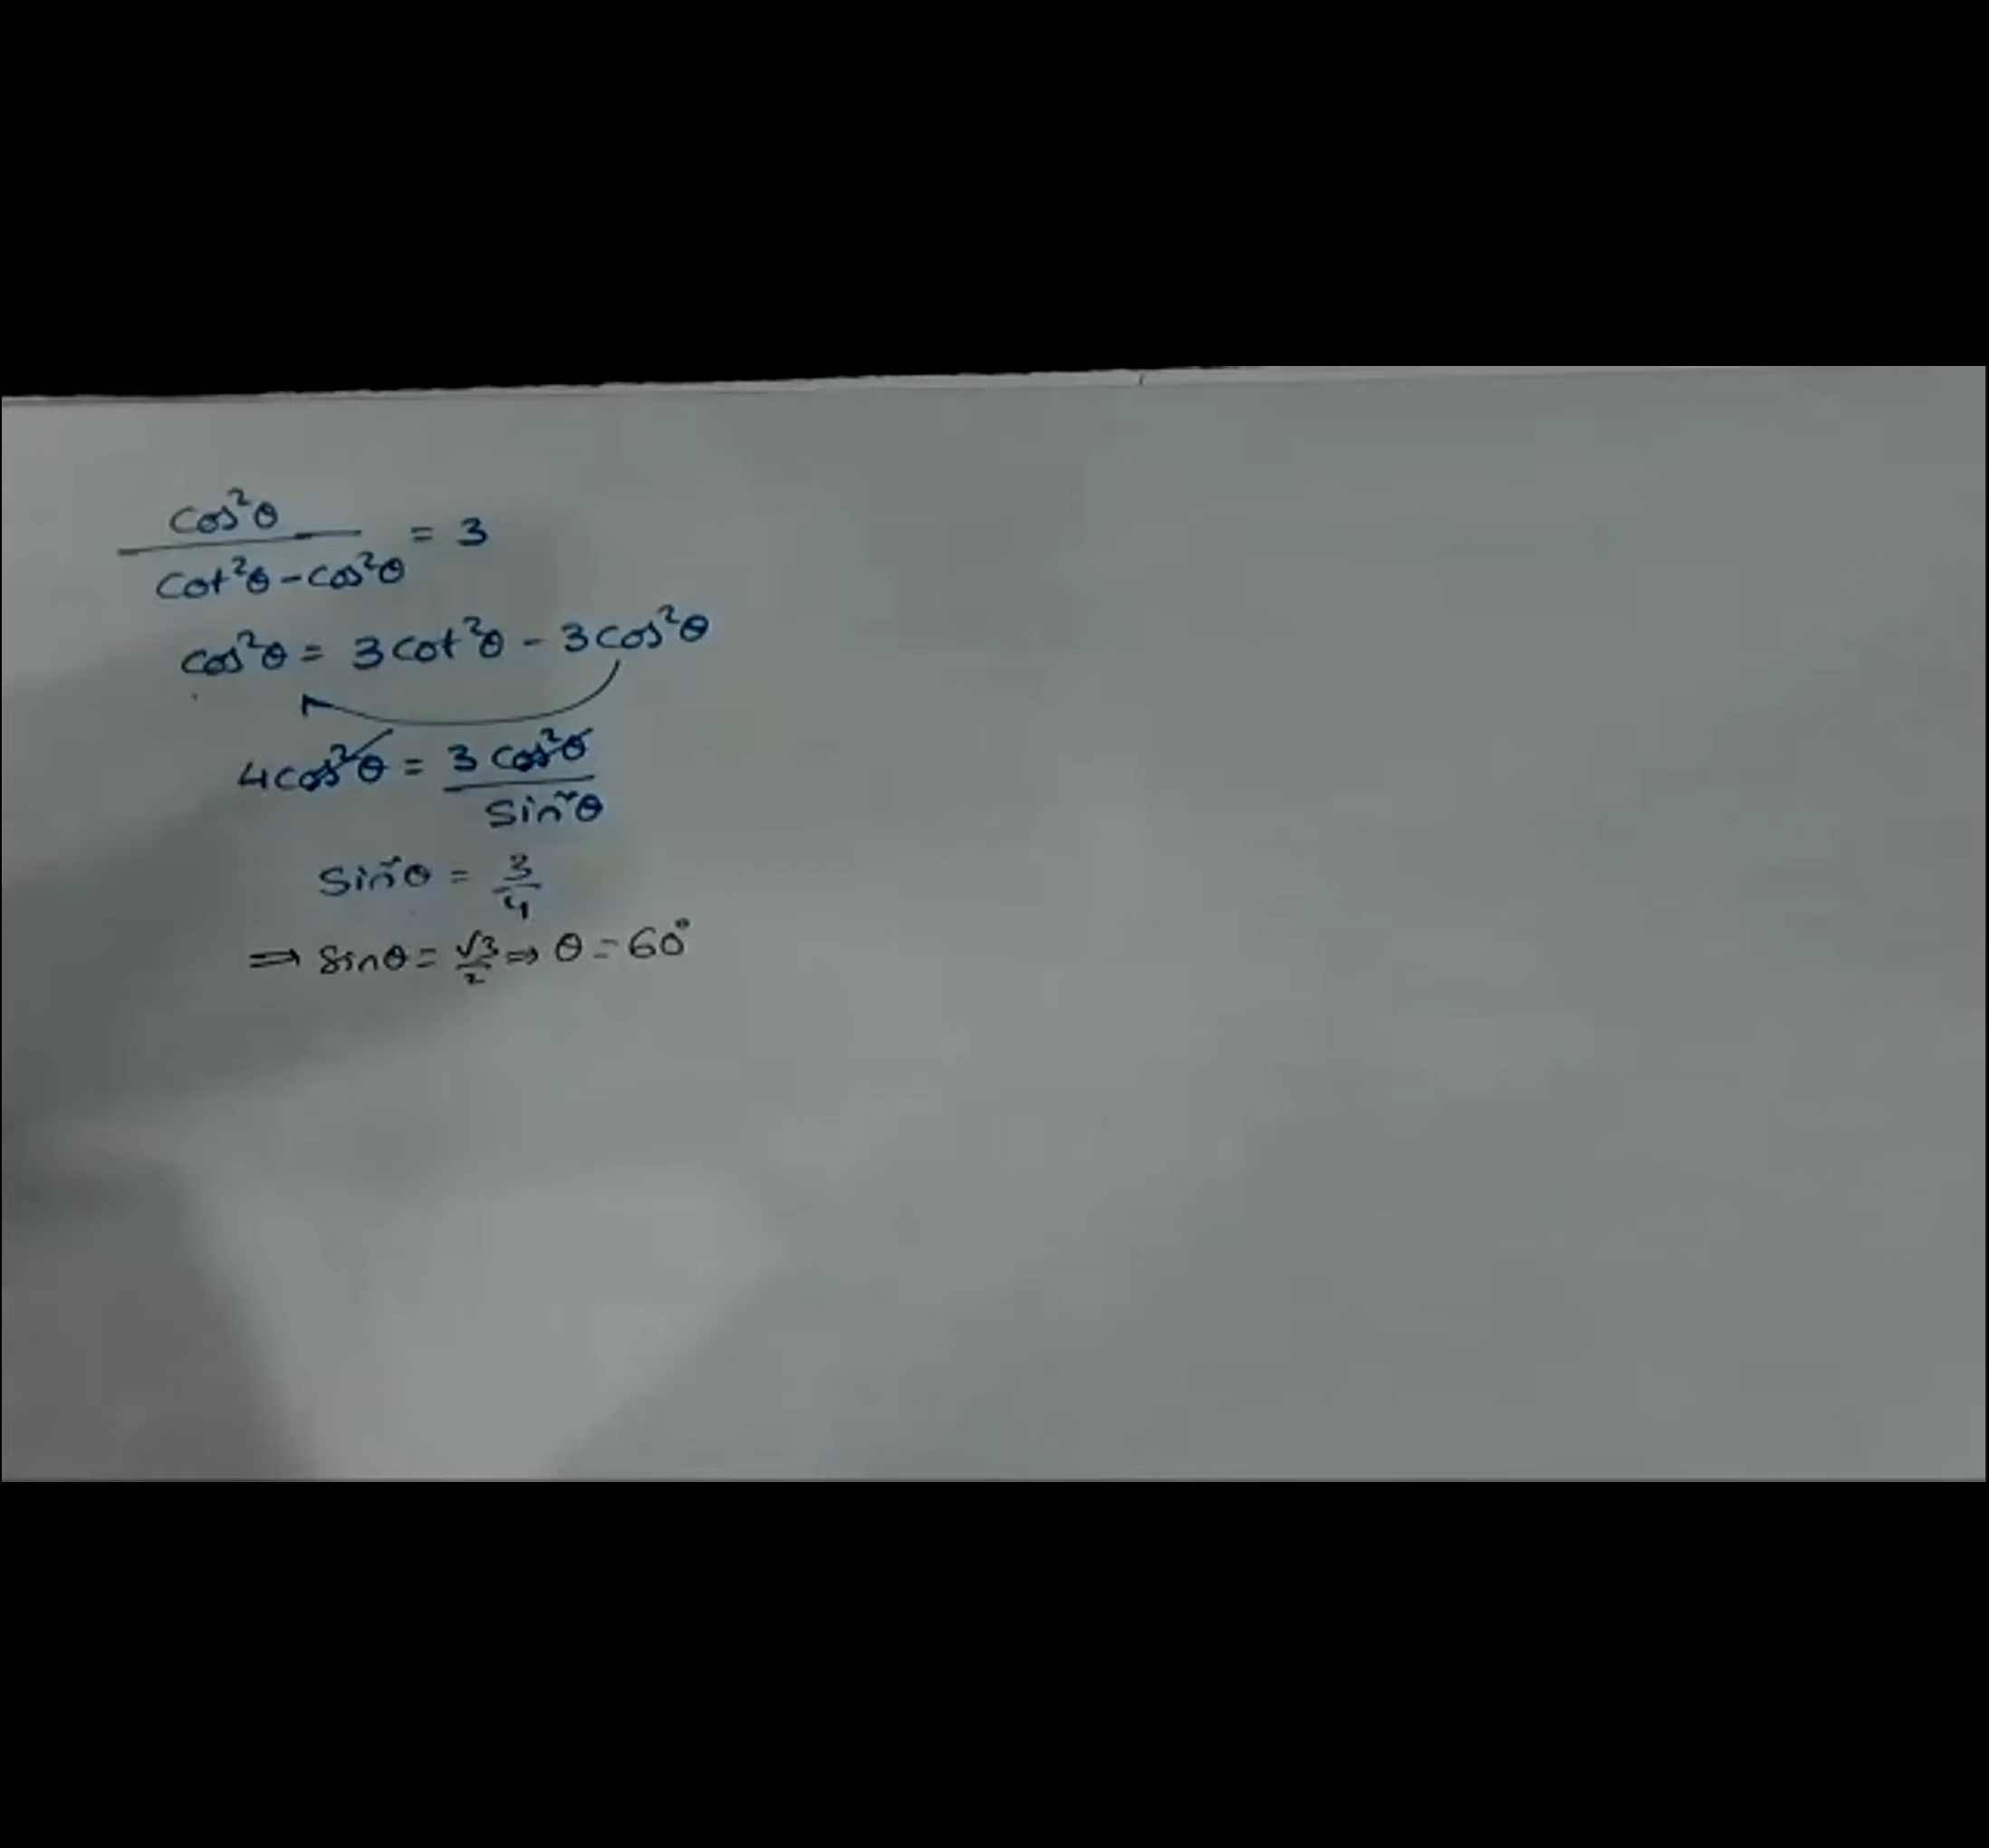 cos²θ / cot²θ - cos²θ = 3
cos²θ = 3cot²θ - 3cos²θ
4cos²θ = 3cos²θ / sin²θ
sin²θ = 3/4
⇒ sinθ = √3/2 ⇒ θ = 60°